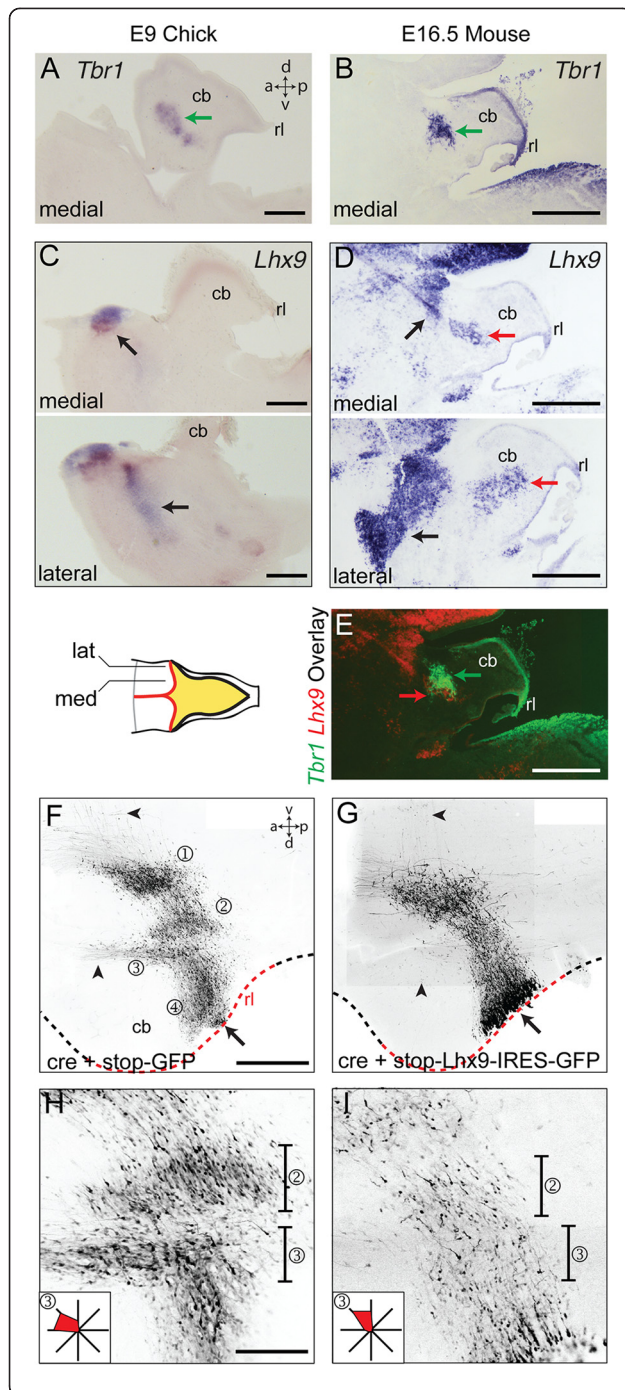 E9 Chick
E16.5 Mouse
A
Tbr1
d
a p
v
cb
rl
medial
B
Tbr1
cb
rl
medial
C
Lhx9
cb
rl
medial
cb
lateral
D
Lhx9
cb
rl
medial
cb
rl
lateral
lat
med
E
Tbr1 Lhx9 Overlay
cb
rl
F
v
a p
d
①
②
③
④
rl
cb
cre + stop-GFP
G
cre + stop-Lhx9-IRES-GFP
H
②
③
③
I
②
③
③